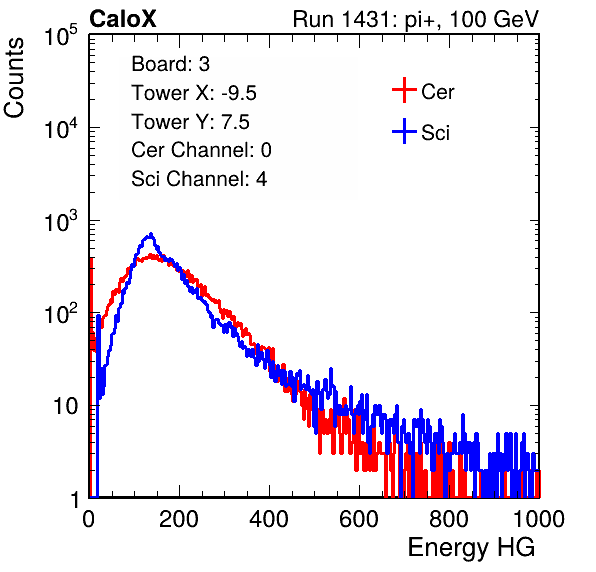 CaloX Run 1431: pi+, 100 GeV
Counts
Board: 3
Tower X: -9.5
Tower Y: 7.5
Cer Channel: 0
Sci Channel: 4
Cer
Sci
10^5
10^4
10^3
10^2
10
1
0 200 400 600 800 1000
Energy HG